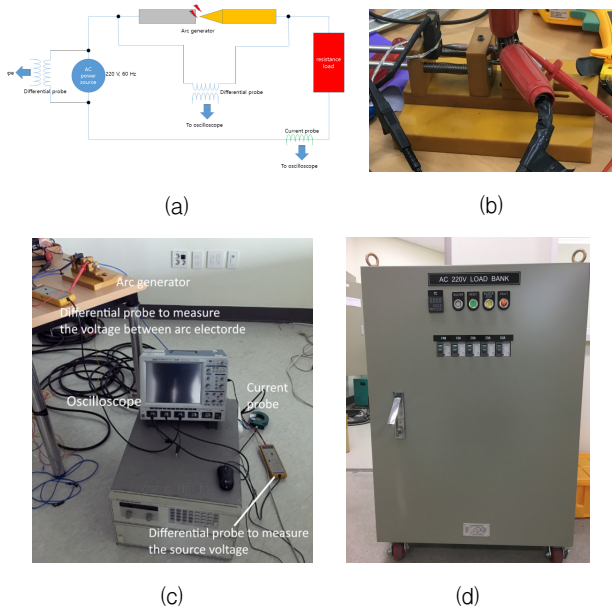 Arc generator
AC
power
source
220 V, 60 Hz
ope
Differential probe
Differential probe
resistance
load
To oscilloscope
Current probe
To oscilloscope
(a)
(b)
Arc generator
Differential probe to measure
the voltage between arc electorde
Oscilloscope
Current
probe
Differential probe to measure
the source voltage
AC 220V LOAD BANK
(c)
(d)